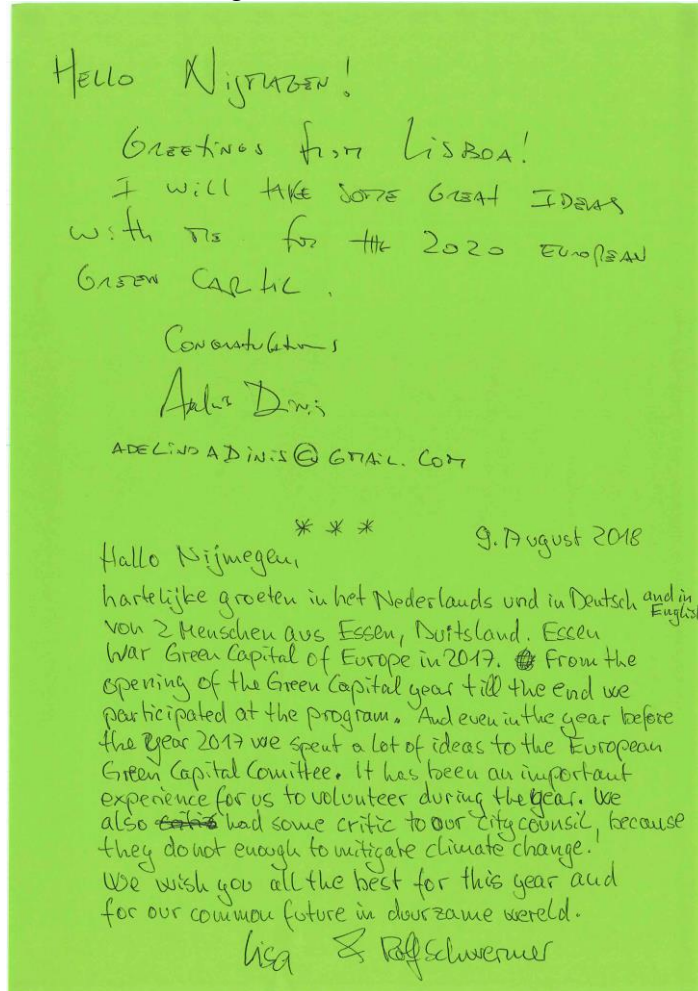 HELLO Nijmegen!
GREETINGS from LiSBOA!
I will TAKE SOME GREAT IDEAS
with ME for THE 2020 EUROPEAN
GREEN CAPITAL.
CONGRATULATIONS
Dinis
ADELINOADINIS@GMAIL.COM
* * *
9. August 2018
Hallo Nijmegen,
hartelijke groeten in het Nederlands und in Deutsch and in
English
von 2 Menschen aus Essen, Duitsland. Essen
war Green Capital of Europe in 2017. From the
opening of the Green Capital year till the end we
participated at the program. And even in the year before
the year 2017 we spent a lot of ideas to the European
Green Capital Comittee. It has been an important
experience for us to volunteer during the year. We
also had some critic to our city counsil, because
they do not enough to mitigate climate change!
We wish you all the best for this year and
for our common future in duurzame wereld.
Lisa & Rolf Schwermer